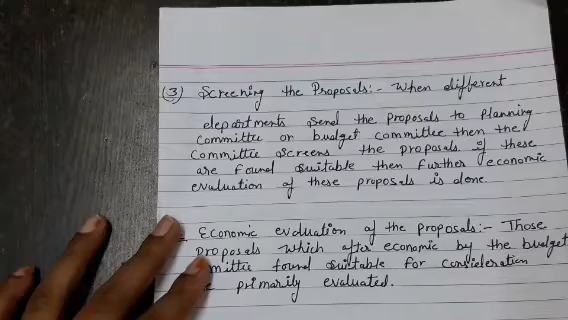 (3) Screening the Proposals:- When different
departments send the proposals to planning
committee or budget committee then the
committee screens the proposals if these
are found suitable then further economic
evaluation of these proposals is done.
Economic evaluation of the proposals:- Those
proposals which after economic by the budget
mittee found suitable for consideration
primarily evaluated.